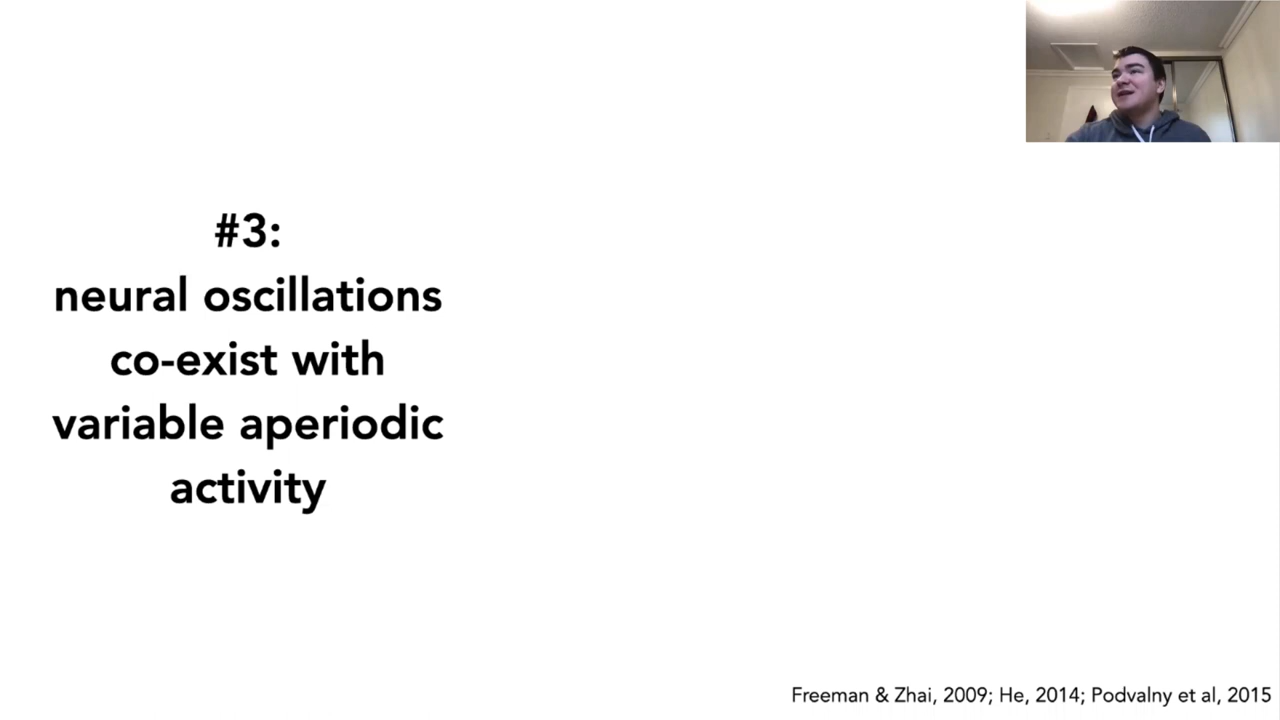 #3:
neural oscillations
co-exist with
variable aperiodic
activity
Freeman & Zhai, 2009; He, 2014; Podvalny et al, 2015